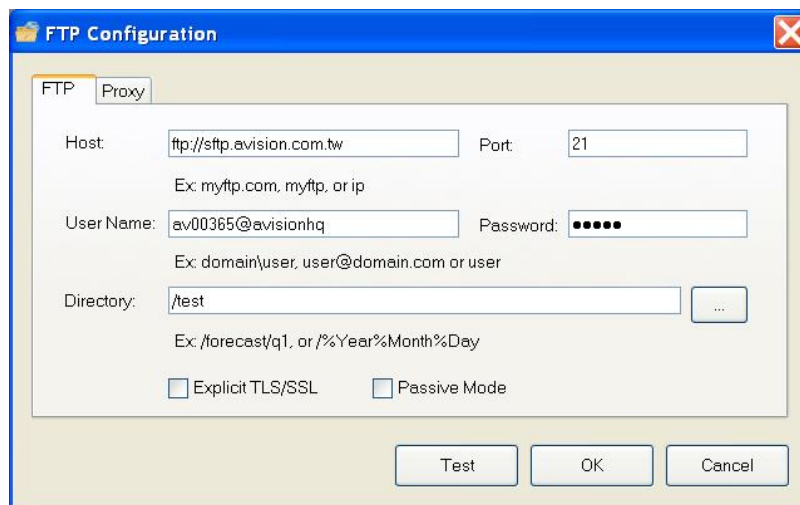 FTP Configuration
FTP Proxy
Host: ftp://sftp.avision.com.tw Port: 21
Ex: myftp.com, myftp, or ip
User Name: av00365@avisionhq Password: •••••
Ex: domain\user, user@domain.com or user
Directory: /test ...
Ex: /forecast/q1, or /%Year%Month%Day
Explicit TLS/SSL Passive Mode
Test OK Cancel